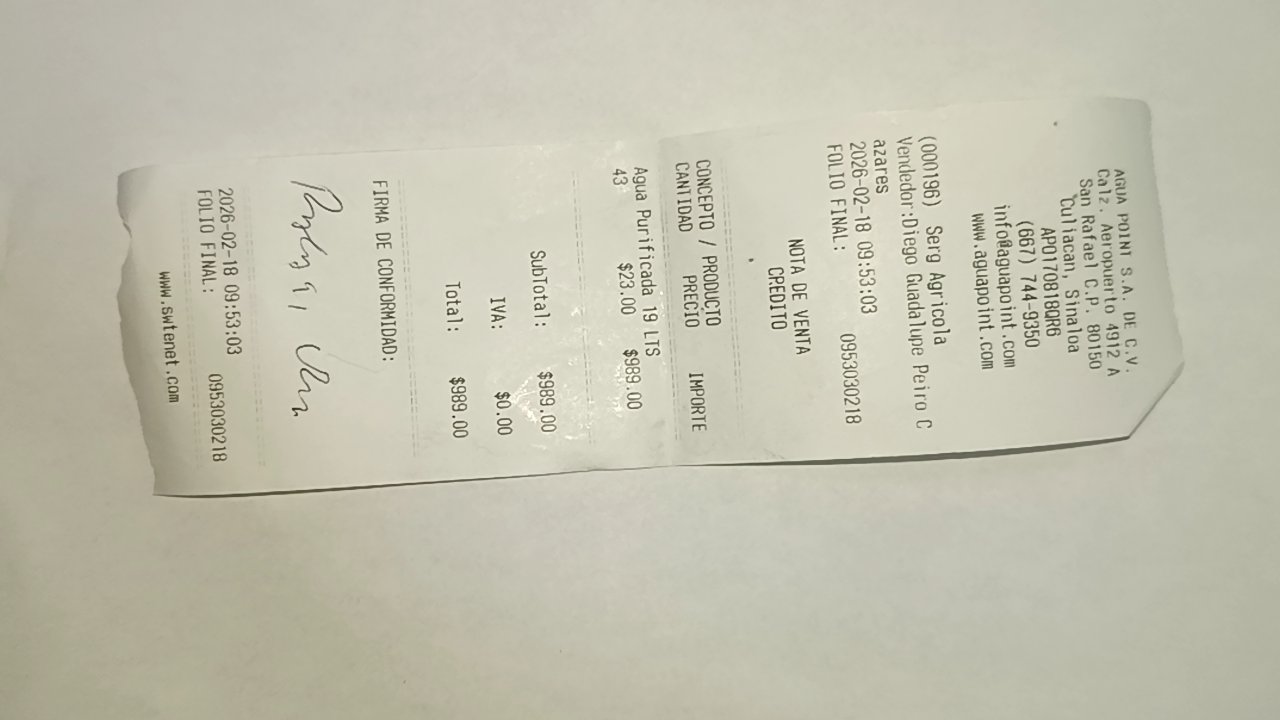 AGUA POINT S.A. DE C.V.
Calz. Aeropuerto 4912 A
San Rafael C.P. 80150
Culiacan, Sinaloa
APO170818QR6
(667) 744-9350
info@aguapoint.com
www.aguapoint.com
(000196) Serg Agricola
Vendedor:Diego Guadalupe Peiro C
azares
2026-02-18 09:53:03
FOLIO FINAL: 0953030218
NOTA DE VENTA
CREDITO
CONCEPTO / PRODUCTO
CANTIDAD PRECIO IMPORTE
Agua Purificada 19 LTS
43 $23.00 $989.00
SubTotal: $989.00
IVA: $0.00
Total: $989.00
FIRMA DE CONFORMIDAD:
2026-02-18 09:53:03
FOLIO FINAL: 0953030218
www.swtenet.com